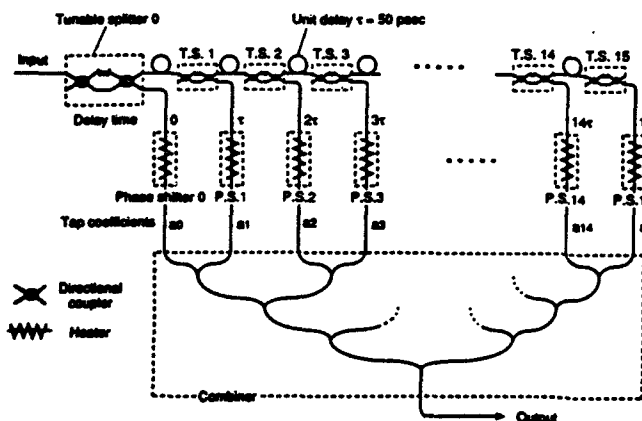 Tunable splitter 0
Unit delay τ = 50 psec
Input
T.S. 1
T.S. 2
T.S. 3
T.S. 14
T.S. 15
Delay time
0
τ
2τ
3τ
14τ
Phase shifter 0
P.S.1
P.S.2
P.S.3
P.S.14
P.S.1
Tap coefficients
a0
a1
a2
a3
a14
Directional
coupler
Heater
Combiner
Output